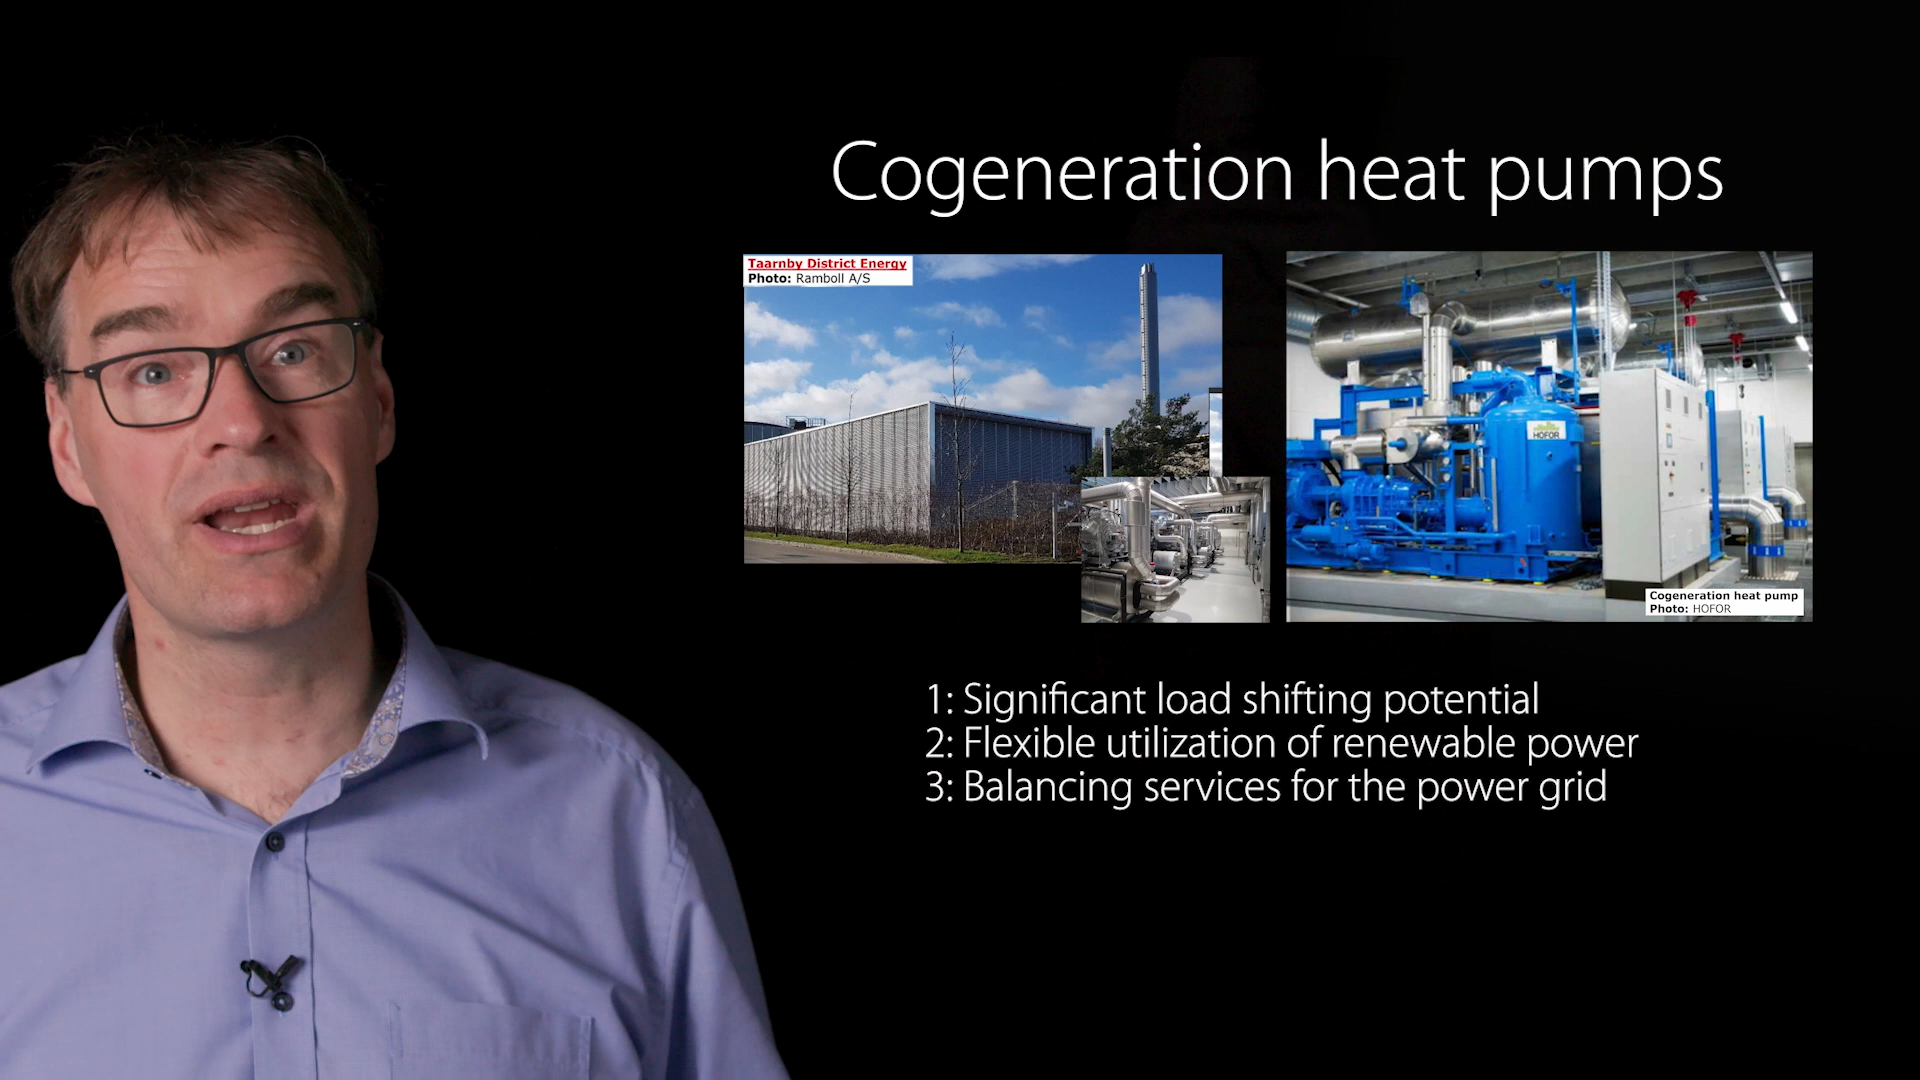 Cogeneration heat pumps
Taarnby District Energy
Photo: Ramboll A/S
HOFOR
Cogeneration heat pump
Photo: HOFOR
1: Significant load shifting potential
2: Flexible utilization of renewable power
3: Balancing services for the power grid